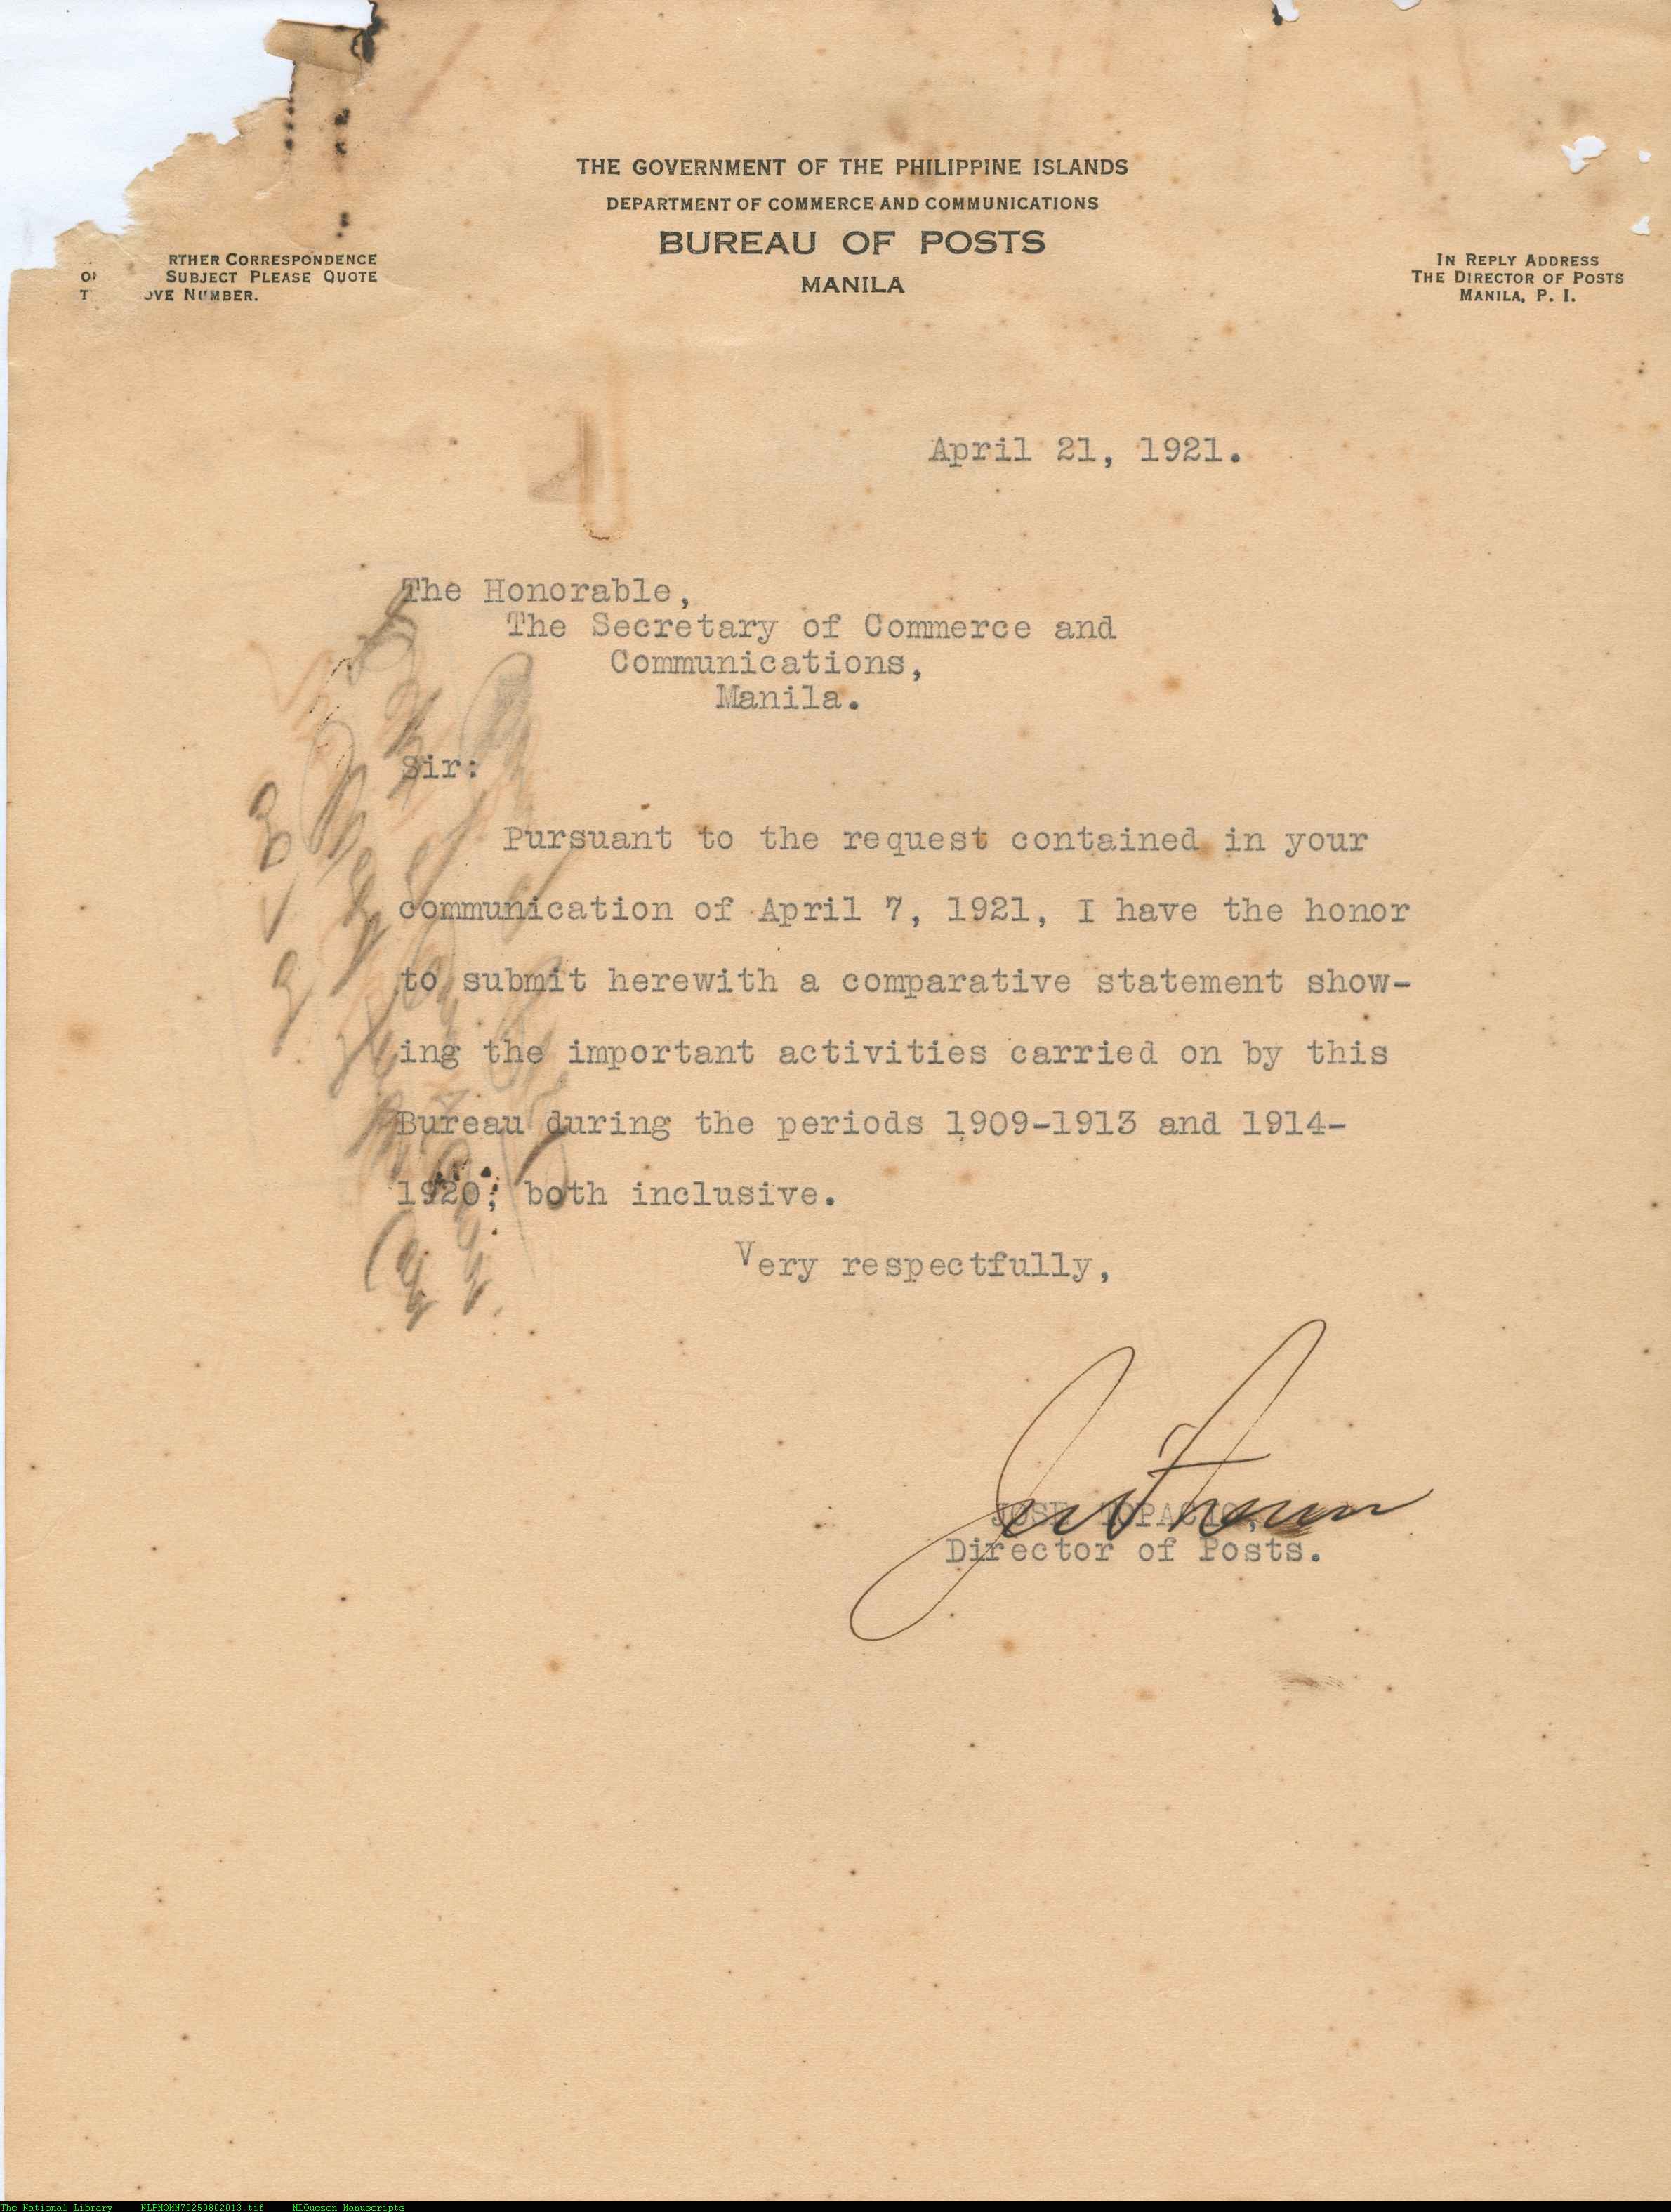 THE GOVERNMENT OF THE PHILIPPINE ISLANDS
DEPARTMENT OF COMMERCE AND COMMUNICATIONS
BUREAU OF POSTS
MANILA
RTHER CORRESPONDENCE
SUBJECT PLEASE QUOTE
OVE NUMBER.
IN REPLY ADDRESS
THE DIRECTOR OF POSTS
MANILA, P. I.
April 21, 1921.
The Honorable,
The Secretary of Commerce and
Communications,
Manila.
Sir:
Pursuant to the request contained in your
communication of April 7, 1921, I have the honor
to submit herewith a comparative statement show-
ing the important activities carried on by this
Bureau during the periods 1909-1913 and 1914-
1920; both inclusive.
Very respectfully,
JOSE TOPACIO,
Director of Posts.
The National Library NLPMQMN70250802013.tif MLQuezon Manuscripts